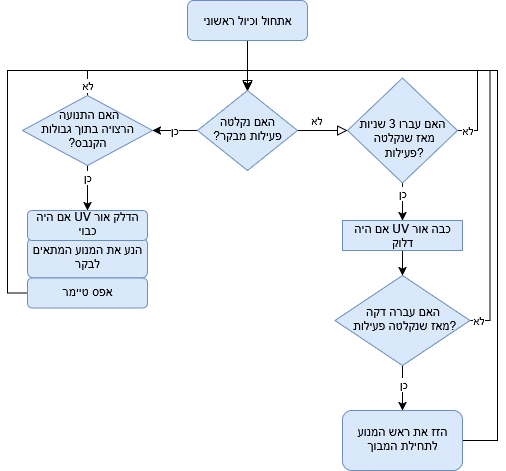 אתחול וכיול ראשוני
האם נקלטה
פעילות מבקר?
כן
לא
האם התנועה
הרצויה בתוך גבולות
הקנבס?
לא
כן
הדלק אור UV אם היה
כבוי
הנע את המנוע המתאים
לבקר
אפס טיימר
האם עברו 3 שניות
מאז שנקלטה
פעילות?
לא
כן
כבה אור UV אם היה
דלוק
האם עברה דקה
מאז שנקלטה פעילות?
לא
כן
הזז את ראש המנוע
לתחילת המבוך